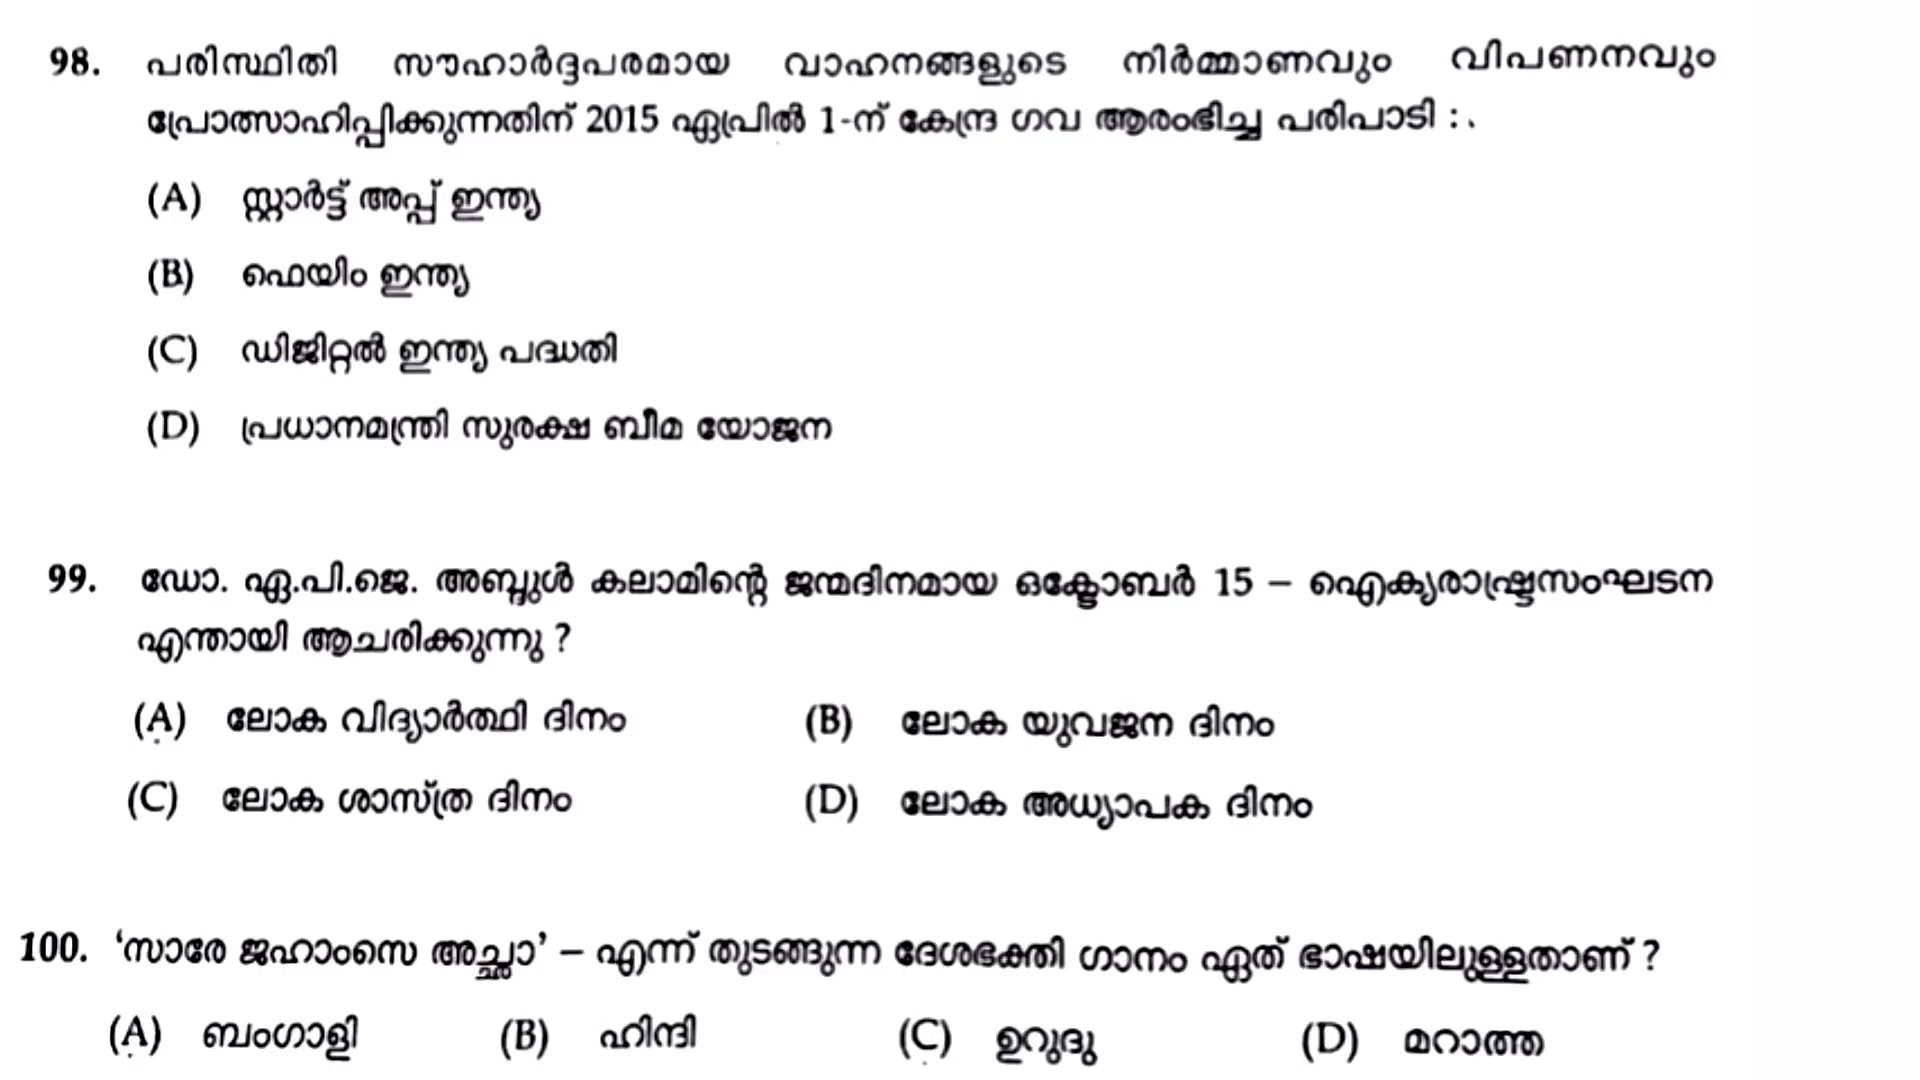 98. പരിസ്ഥിതി സൗഹാർദ്ദപരമായ വാഹനങ്ങളുടെ നിർമ്മാണവും വിപണനവും
പ്രോത്സാഹിപ്പിക്കുന്നതിന് 2015 ഏപ്രിൽ 1-ന് കേന്ദ്ര ഗവ ആരംഭിച്ച പരിപാടി :
(A) സ്റ്റാർട്ട് അപ്പ് ഇന്ത്യ
(B) ഫെയിം ഇന്ത്യ
(C) ഡിജിറ്റൽ ഇന്ത്യ പദ്ധതി
(D) പ്രധാനമന്ത്രി സുരക്ഷ ബീമ യോജന
99. ഡോ. ഏ.പി.ജെ. അബ്ദുൾ കലാമിന്റെ ജന്മദിനമായ ഒക്ടോബർ 15 – ഐക്യരാഷ്ട്രസംഘടന
എന്തായി ആചരിക്കുന്നു ?
(A) ലോക വിദ്യാർത്ഥി ദിനം (B) ലോക യുവജന ദിനം
(C) ലോക ശാസ്ത്ര ദിനം (D) ലോക അധ്യാപക ദിനം
100. ‘സാരേ ജഹാംസെ അച്ഛാ’ – എന്ന് തുടങ്ങുന്ന ദേശഭക്തി ഗാനം ഏത് ഭാഷയിലുള്ളതാണ് ?
(A) ബംഗാളി (B) ഹിന്ദി (C) ഉറുദു (D) മറാത്ത